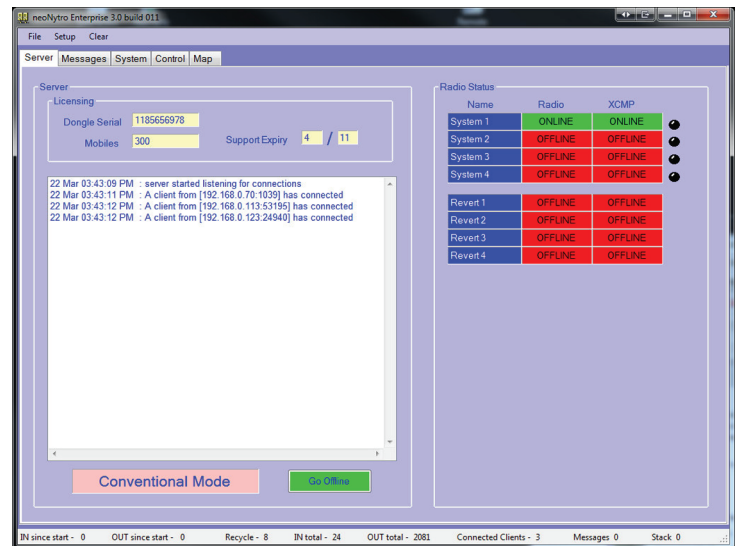 neoNytro Enterprise 3.0 build 011
File Setup Clear
Server Messages System Control Map
Server
Licensing
Dongle Serial 1185656978
Mobiles 300
Support Expiry 4 / 11
22 Mar 03:43:09 PM : server started listening for connections
22 Mar 03:43:11 PM : A client from [192.168.0.70:1039] has connected
22 Mar 03:43:12 PM : A client from [192.168.0.113:53195] has connected
22 Mar 03:43:12 PM : A client from [192.168.0.123:24940] has connected
Conventional Mode
Go Offline
Radio Status
Name Radio XCMP
System 1 ONLINE ONLINE
System 2 OFFLINE OFFLINE
System 3 OFFLINE OFFLINE
System 4 OFFLINE OFFLINE
Revert 1 OFFLINE OFFLINE
Revert 2 OFFLINE OFFLINE
Revert 3 OFFLINE OFFLINE
Revert 4 OFFLINE OFFLINE
IN since start - 0 OUT since start - 0 Recycle - 8 IN total - 24 OUT total - 2081 Connected Clients - 3 Messages 0 Stack 0